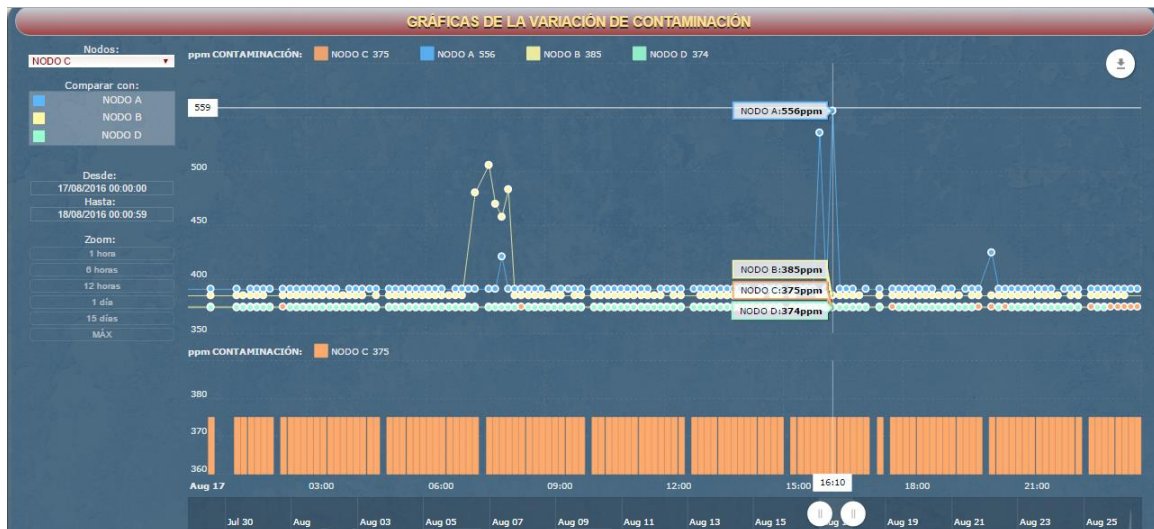 GRÁFICAS DE LA VARIACIÓN DE CONTAMINACIÓN
Nodos:
NODO C
Comparar con:
NODO A
NODO B
NODO D
Desde:
17/08/2016 00:00:00
Hasta:
18/08/2016 00:00:59
Zoom:
1 hora
6 horas
12 horas
1 día
15 días
MÁX
ppm CONTAMINACIÓN: NODO C 375 NODO A 556 NODO B 385 NODO D 374
559
500
450
400
350
NODO A:556ppm
NODO B:385ppm
NODO C:375ppm
NODO D:374ppm
ppm CONTAMINACIÓN: NODO C 375
380
370
360
Aug 17 03:00 06:00 09:00 12:00 15:00 16:10 18:00 21:00
Jul 30 Aug Aug 03 Aug 05 Aug 07 Aug 09 Aug 11 Aug 13 Aug 15 Aug 19 Aug 21 Aug 23 Aug 25